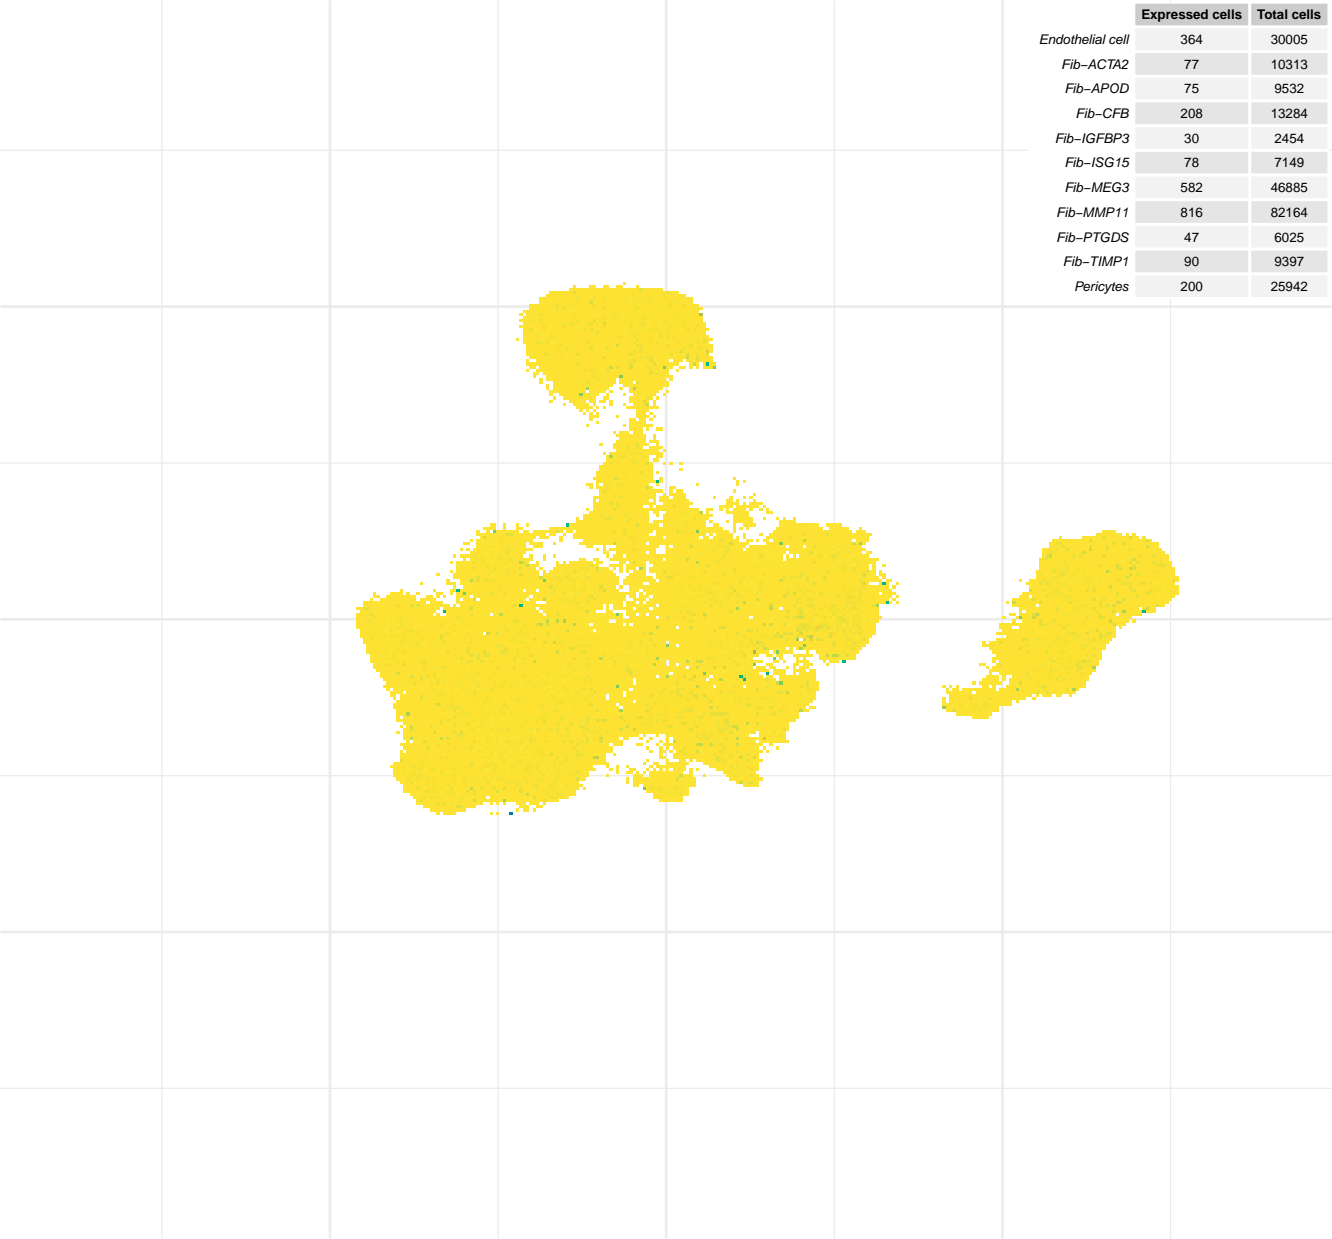 Expressed cells Total cells
Endothelial cell 364 30005
Fib−ACTA2 77 10313
Fib−APOD 75 9532
Fib−CFB 208 13284
Fib−IGFBP3 30 2454
Fib−ISG15 78 7149
Fib−MEG3 582 46885
Fib−MMP11 816 82164
Fib−PTGDS 47 6025
Fib−TIMP1 90 9397
Pericytes 200 25942